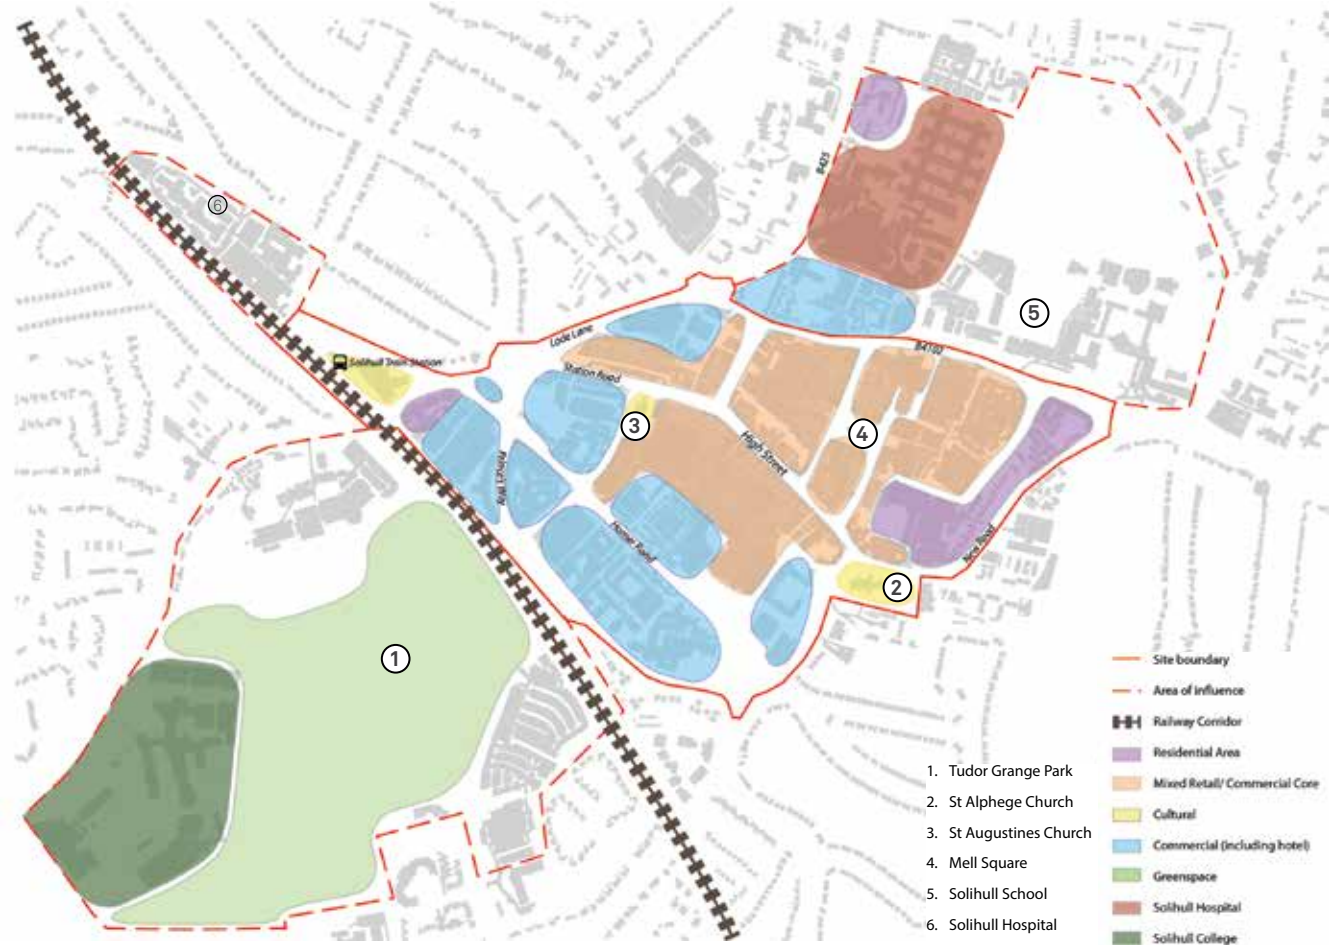 B425
6
5
Lode Lane
B4102
Solihull Train Station
Station Road
3
4
High Street
Princes Way
Homer Road
New Road
2
1
1. Tudor Grange Park
2. St Alphege Church
3. St Augustines Church
4. Mell Square
5. Solihull School
6. Solihull Hospital
Site boundary
Area of influence
Railway Corridor
Residential Area
Mixed Retail/ Commercial Core
Cultural
Commercial (including hotel)
Greenspace
Solihull Hospital
Solihull College